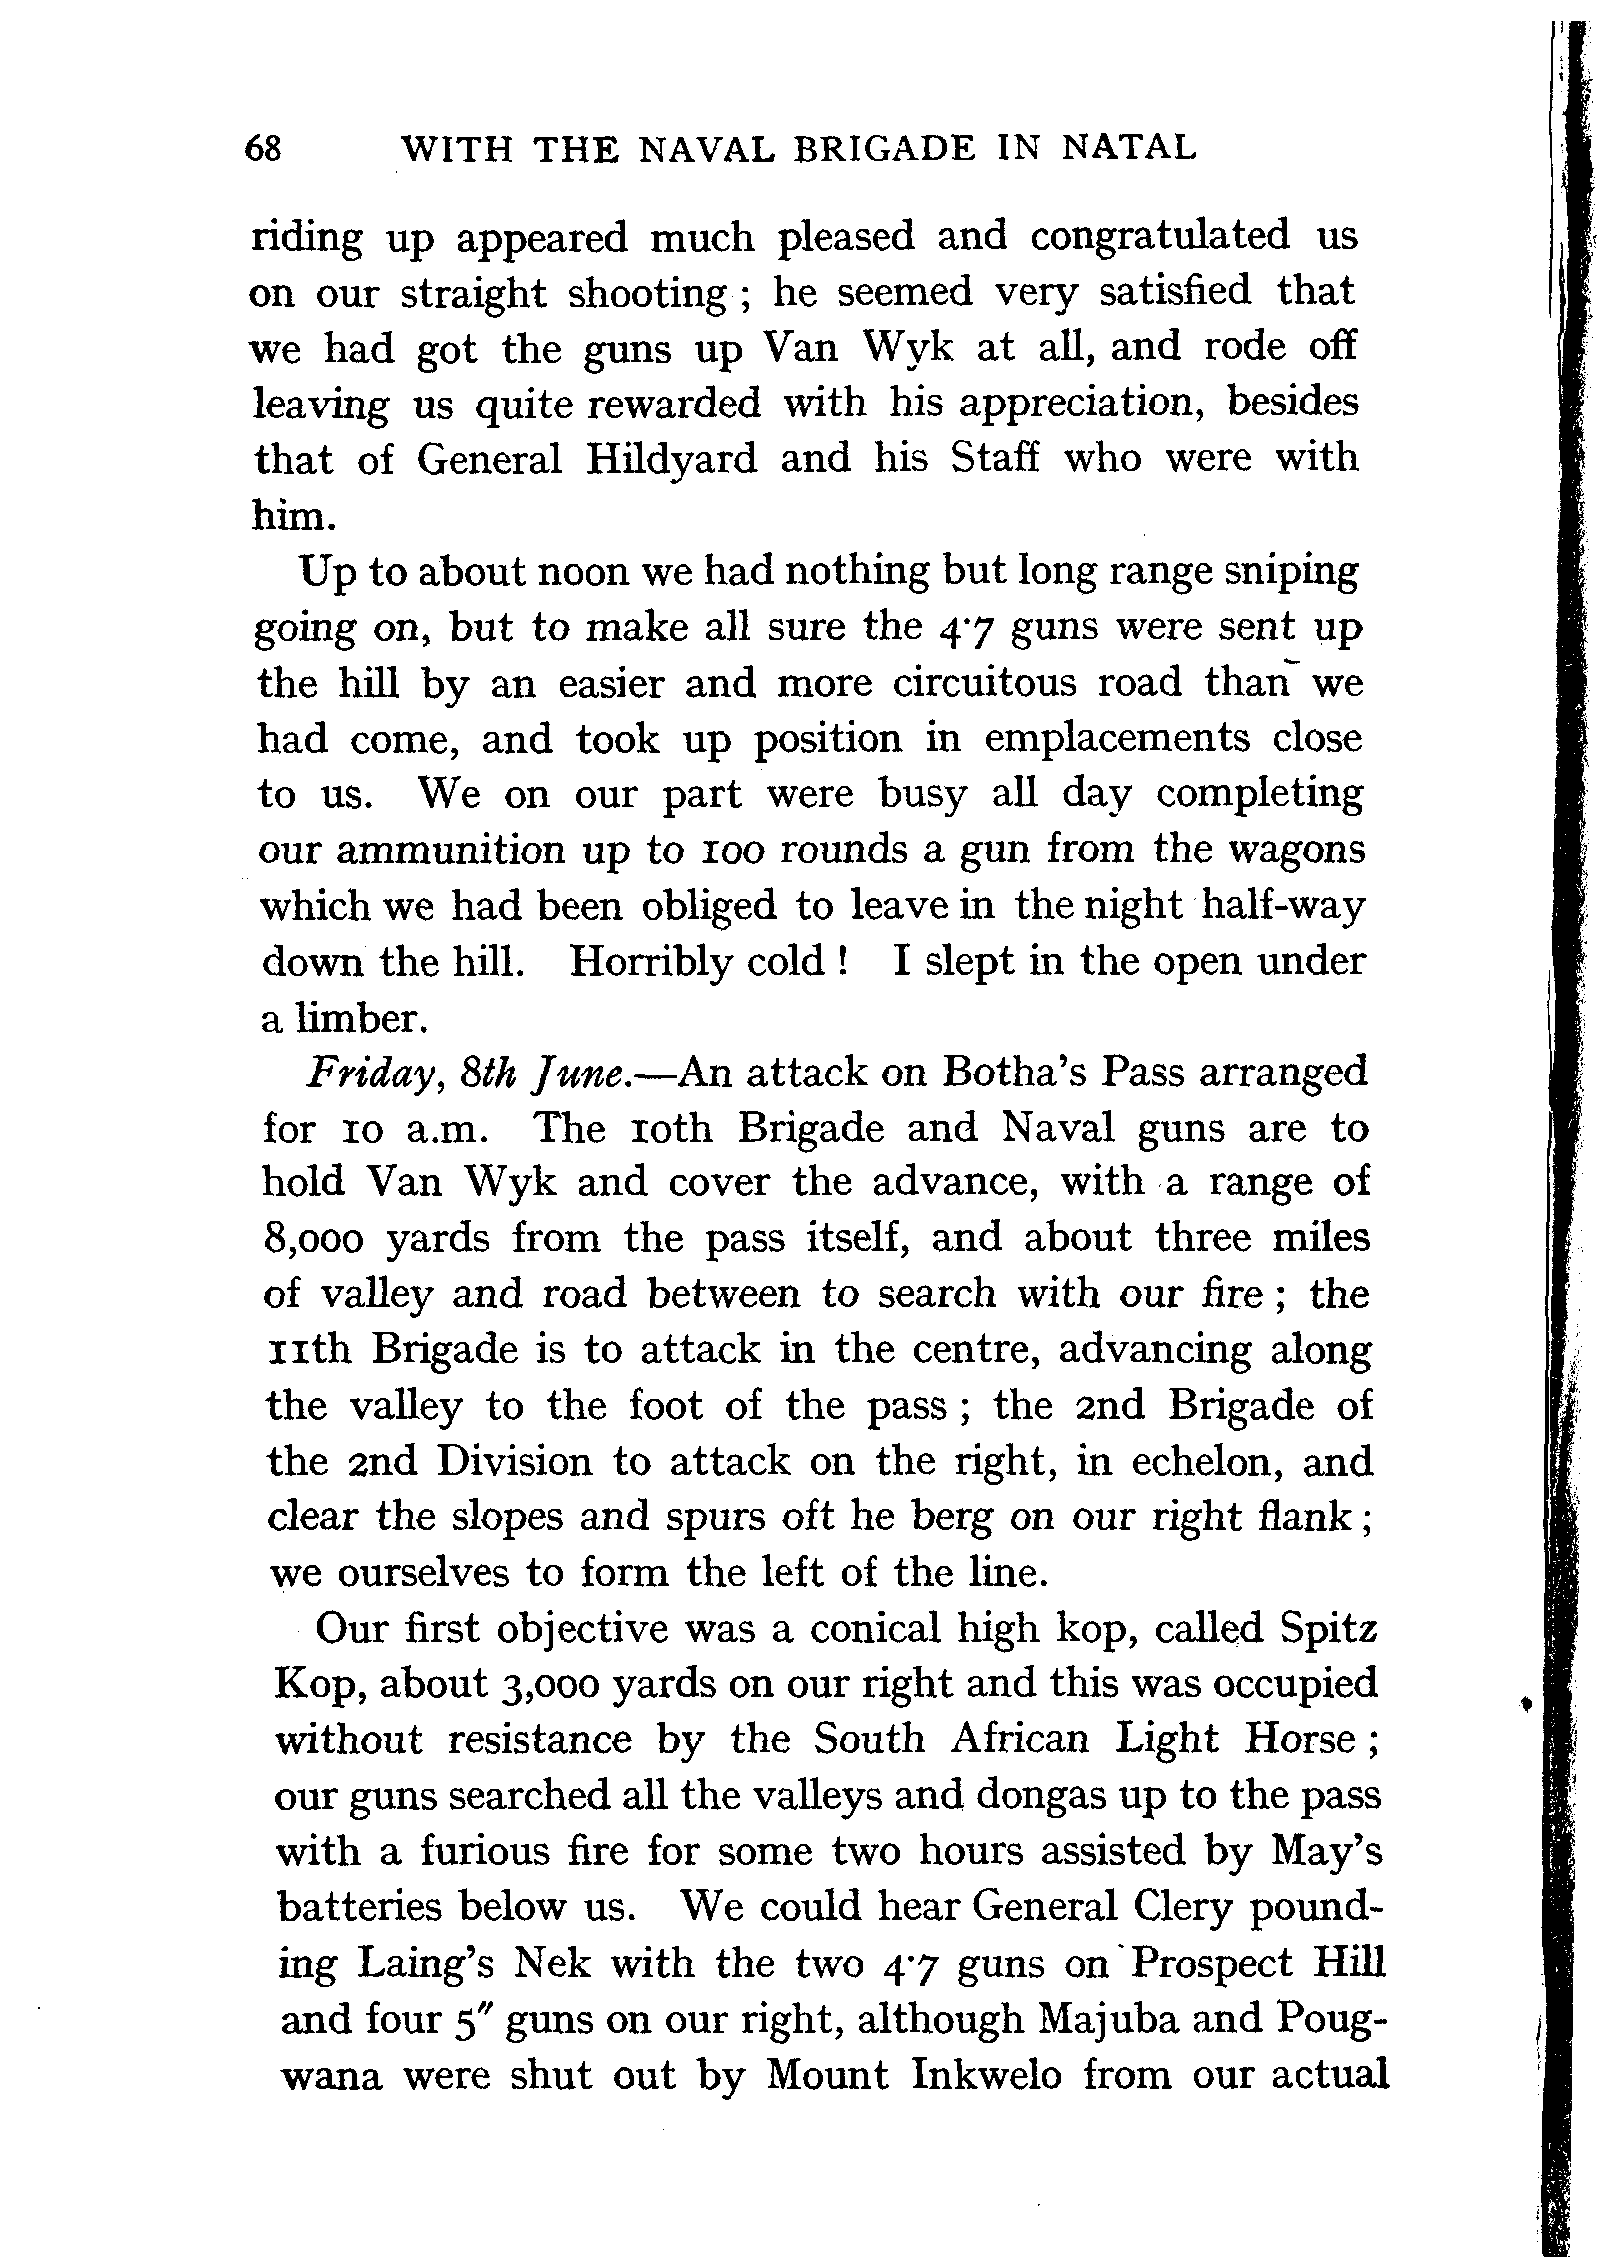 68 WITH THE NAVAL BRIGADE IN NATAL
riding up appeared much pleased and congratulated us
on our straight shooting ; he seemed very satisfied that
we had got the guns up Van Wyk at all, and rode off
leaving us quite rewarded with his appreciation, besides
that of General Hildyard and his Staff who were with
him.
Up to about noon we had nothing but long range sniping
going on, but to make all sure the 4·7 guns were sent up
the hill by an easier and more circuitous road than we
had come, and took up position in emplacements close
to us. We on our part were busy all day completing
our ammunition up to 100 rounds a gun from the wagons
which we had been obliged to leave in the night half-way
down the hill. Horribly cold ! I slept in the open under
a limber.
Friday, 8th June.—An attack on Botha's Pass arranged
for 10 a.m. The 10th Brigade and Naval guns are to
hold Van Wyk and cover the advance, with a range of
8,000 yards from the pass itself, and about three miles
of valley and road between to search with our fire ; the
11th Brigade is to attack in the centre, advancing along
the valley to the foot of the pass ; the 2nd Brigade of
the 2nd Division to attack on the right, in echelon, and
clear the slopes and spurs oft he berg on our right flank ;
we ourselves to form the left of the line.
Our first objective was a conical high kop, called Spitz
Kop, about 3,000 yards on our right and this was occupied
without resistance by the South African Light Horse ;
our guns searched all the valleys and dongas up to the pass
with a furious fire for some two hours assisted by May's
batteries below us. We could hear General Clery pound-
ing Laing's Nek with the two 4·7 guns on Prospect Hill
and four 5″ guns on our right, although Majuba and Poug-
wana were shut out by Mount Inkwelo from our actual